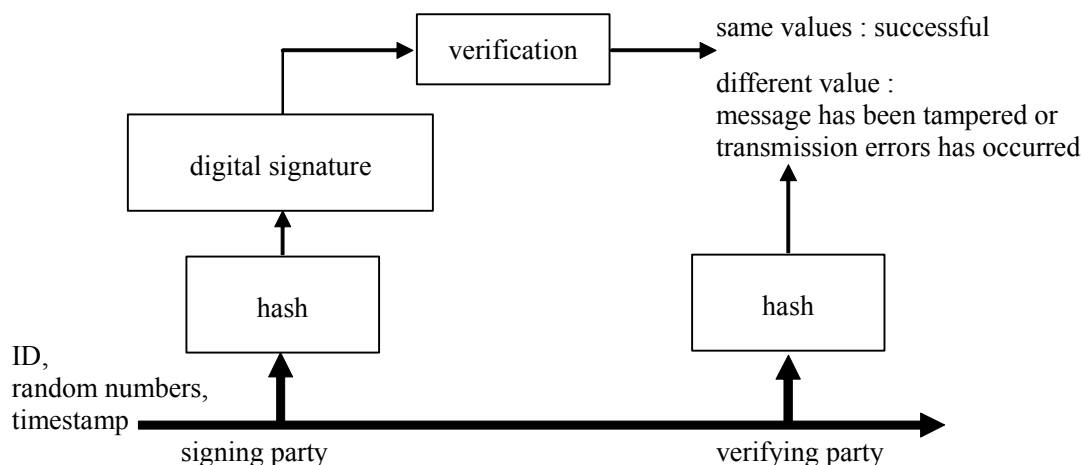 verification
same values : successful
different value :
message has been tampered or
transmission errors has occurred
digital signature
hash
hash
ID,
random numbers,
timestamp
signing party
verifying party